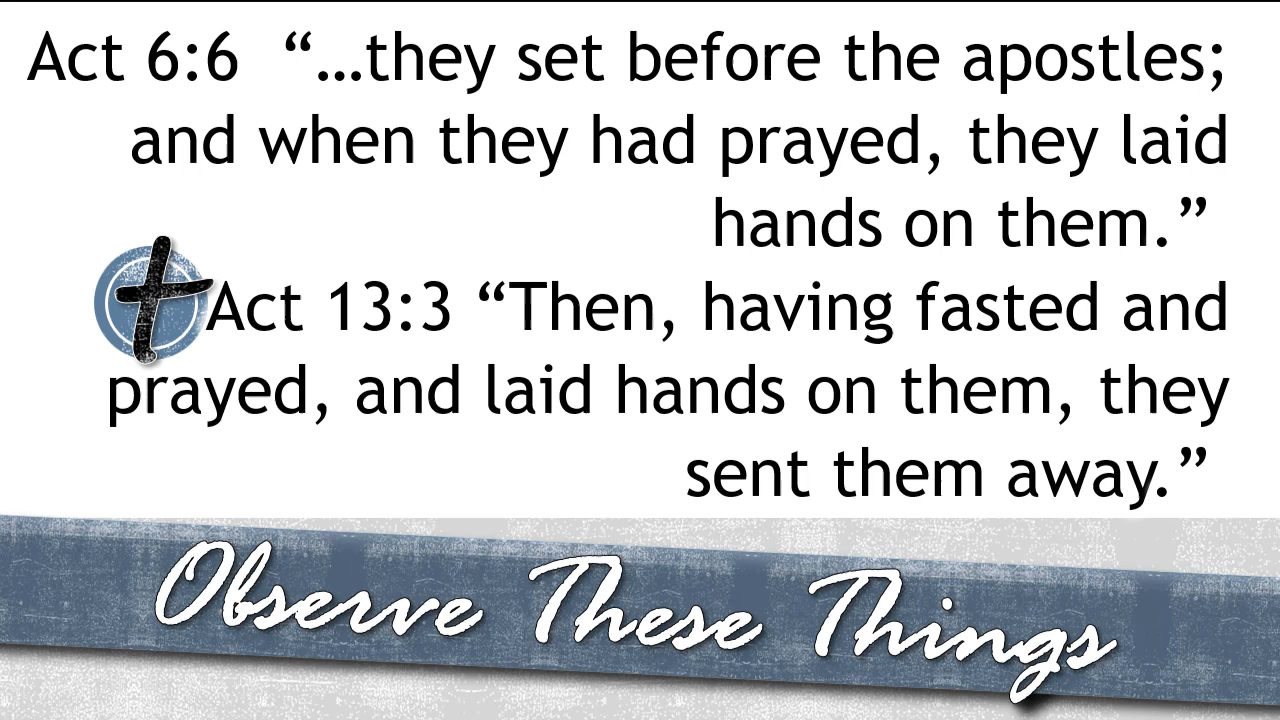 Act 6:6  “…they set before the apostles;
and when they had prayed, they laid
hands on them.”
Act 13:3 “Then, having fasted and
prayed, and laid hands on them, they
sent them away.”
Observe These Things